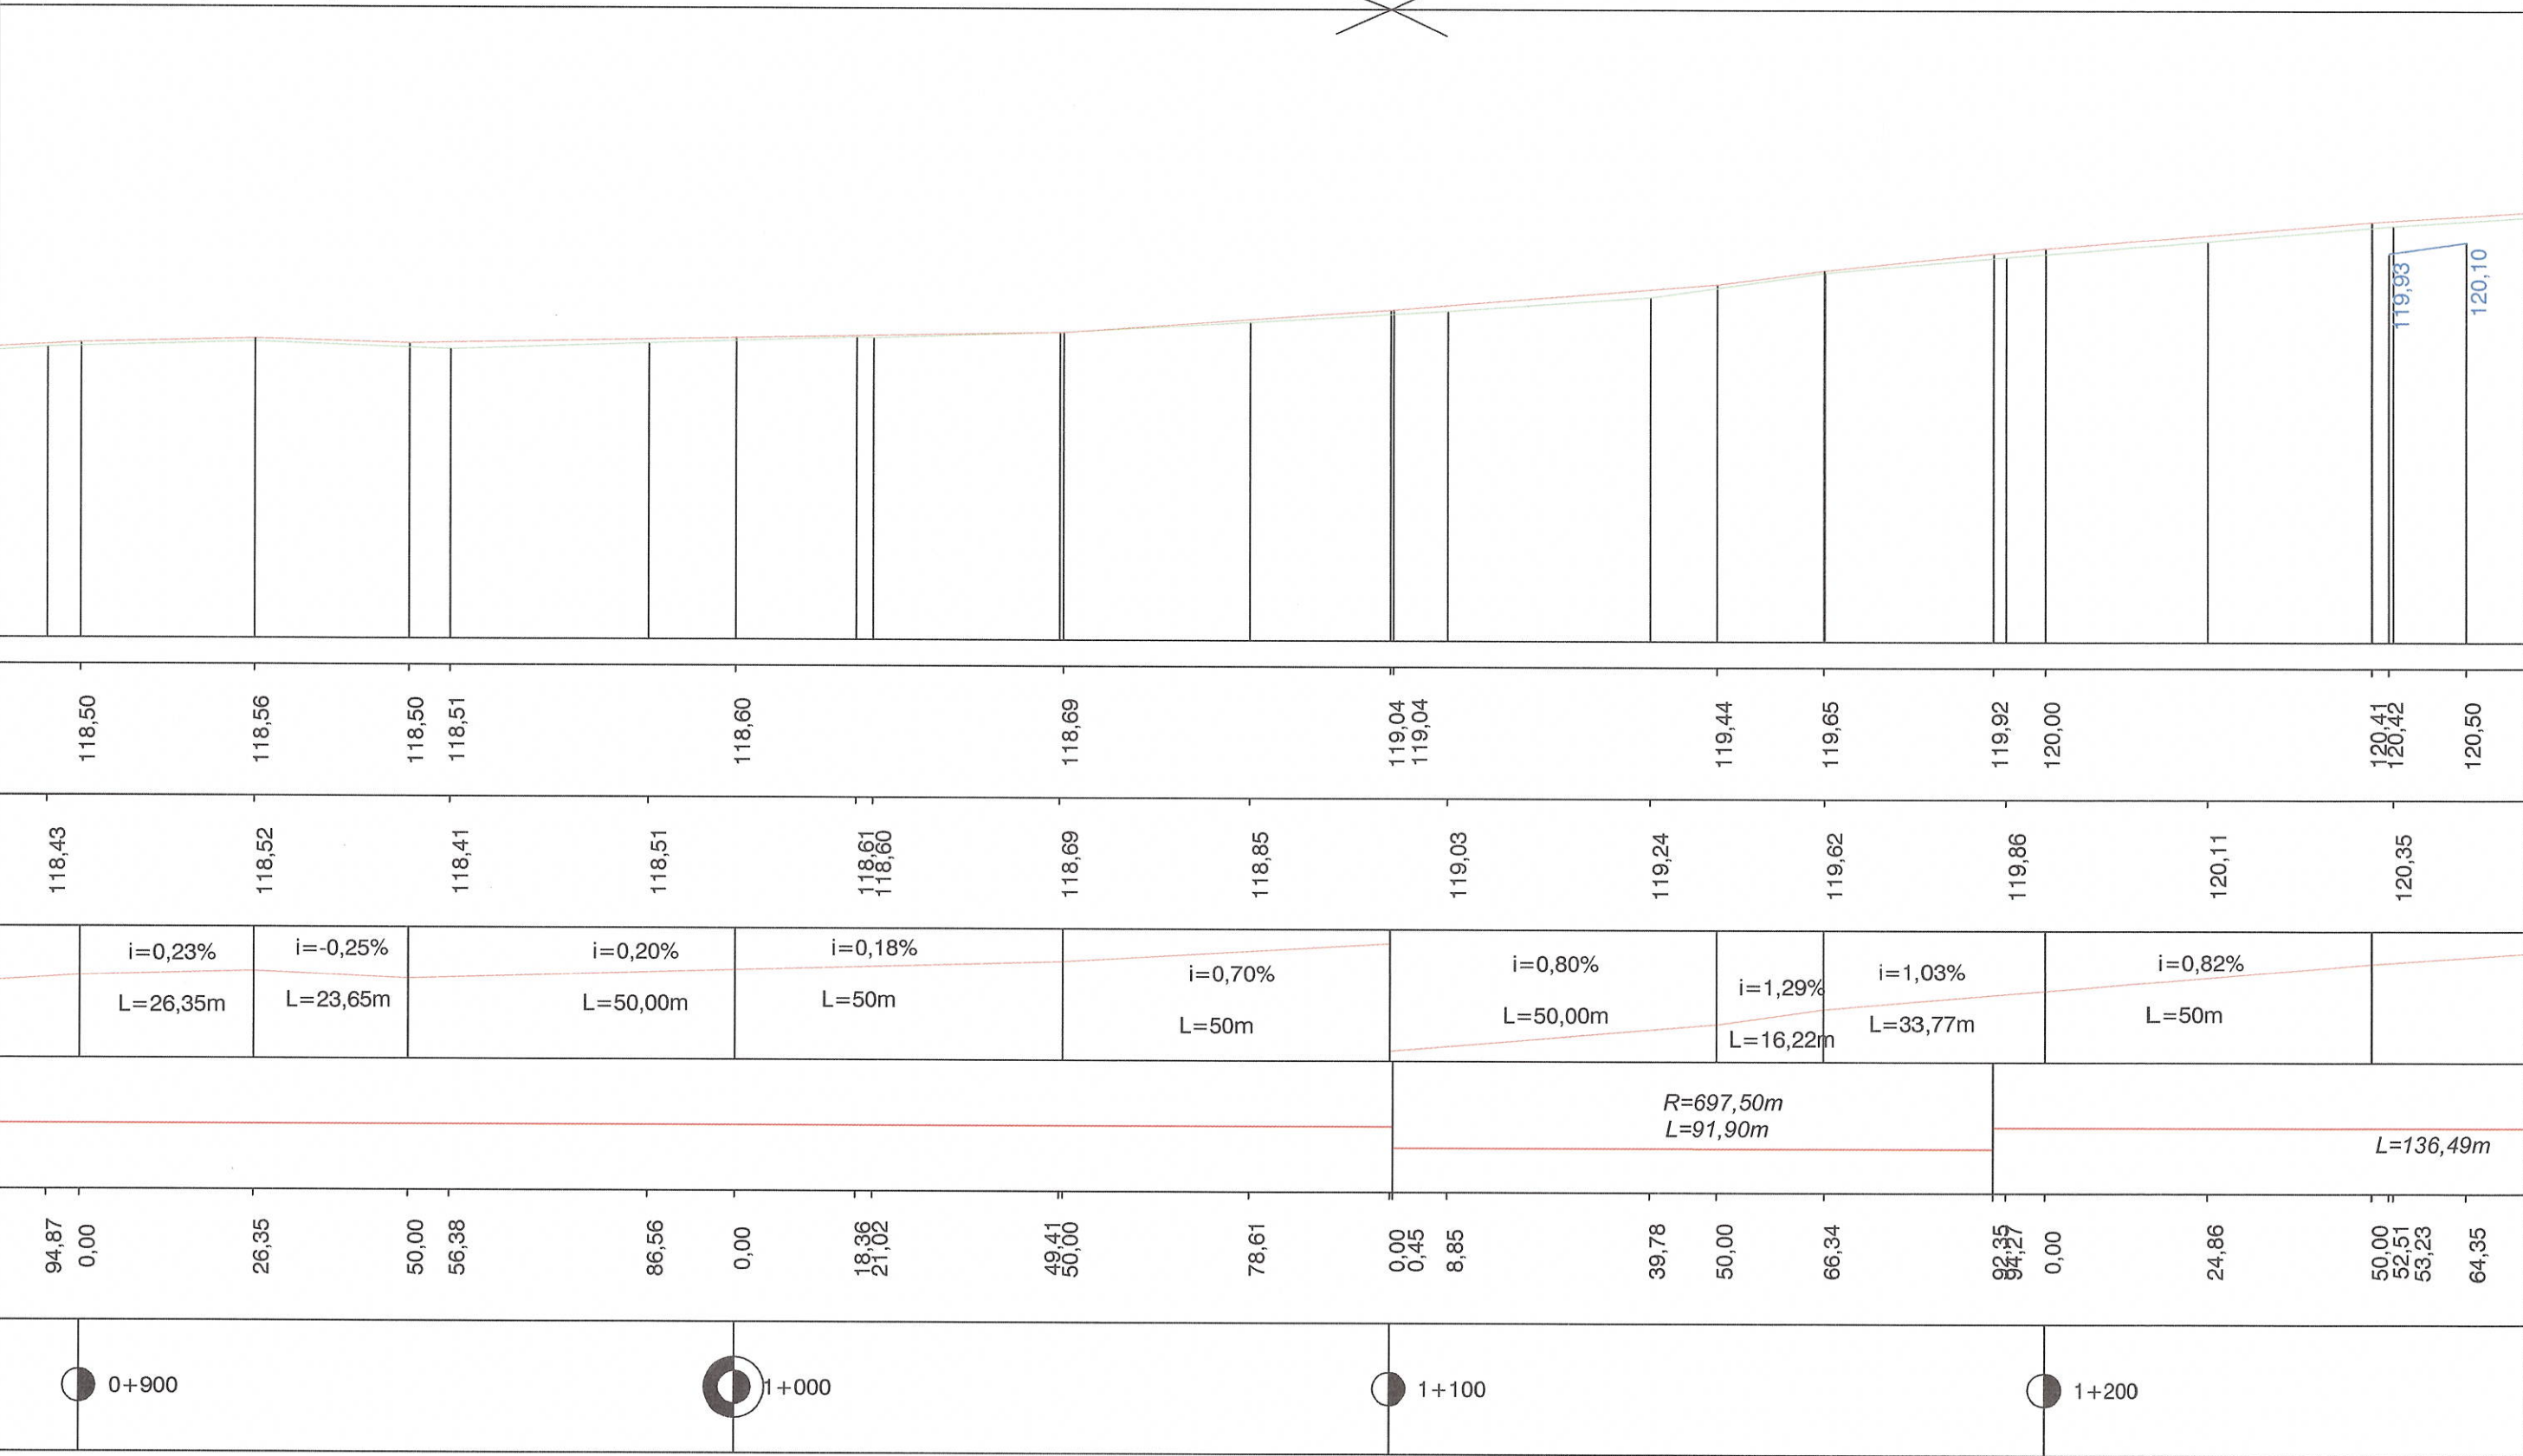 119,93
120,10
118,50
118,56
118,50
118,51
118,60
118,69
119,04
119,04
119,44
119,65
119,92
120,00
120,41
120,42
120,50
118,43
118,52
118,41
118,51
118,61
118,60
118,69
118,85
119,03
119,24
119,62
119,86
120,11
120,35
i=0,23%
L=26,35m
i=-0,25%
L=23,65m
i=0,20%
L=50,00m
i=0,18%
L=50m
i=0,70%
L=50m
i=0,80%
L=50,00m
i=1,29%
L=16,22m
i=1,03%
L=33,77m
i=0,82%
L=50m
R=697,50m
L=91,90m
L=136,49m
94,87
0,00
26,35
50,00
56,38
86,56
0,00
18,36
21,02
49,41
50,00
78,61
0,00
0,45
8,85
39,78
50,00
66,34
92,35
94,27
0,00
24,86
50,00
52,51
53,23
64,35
0+900
1+000
1+100
1+200